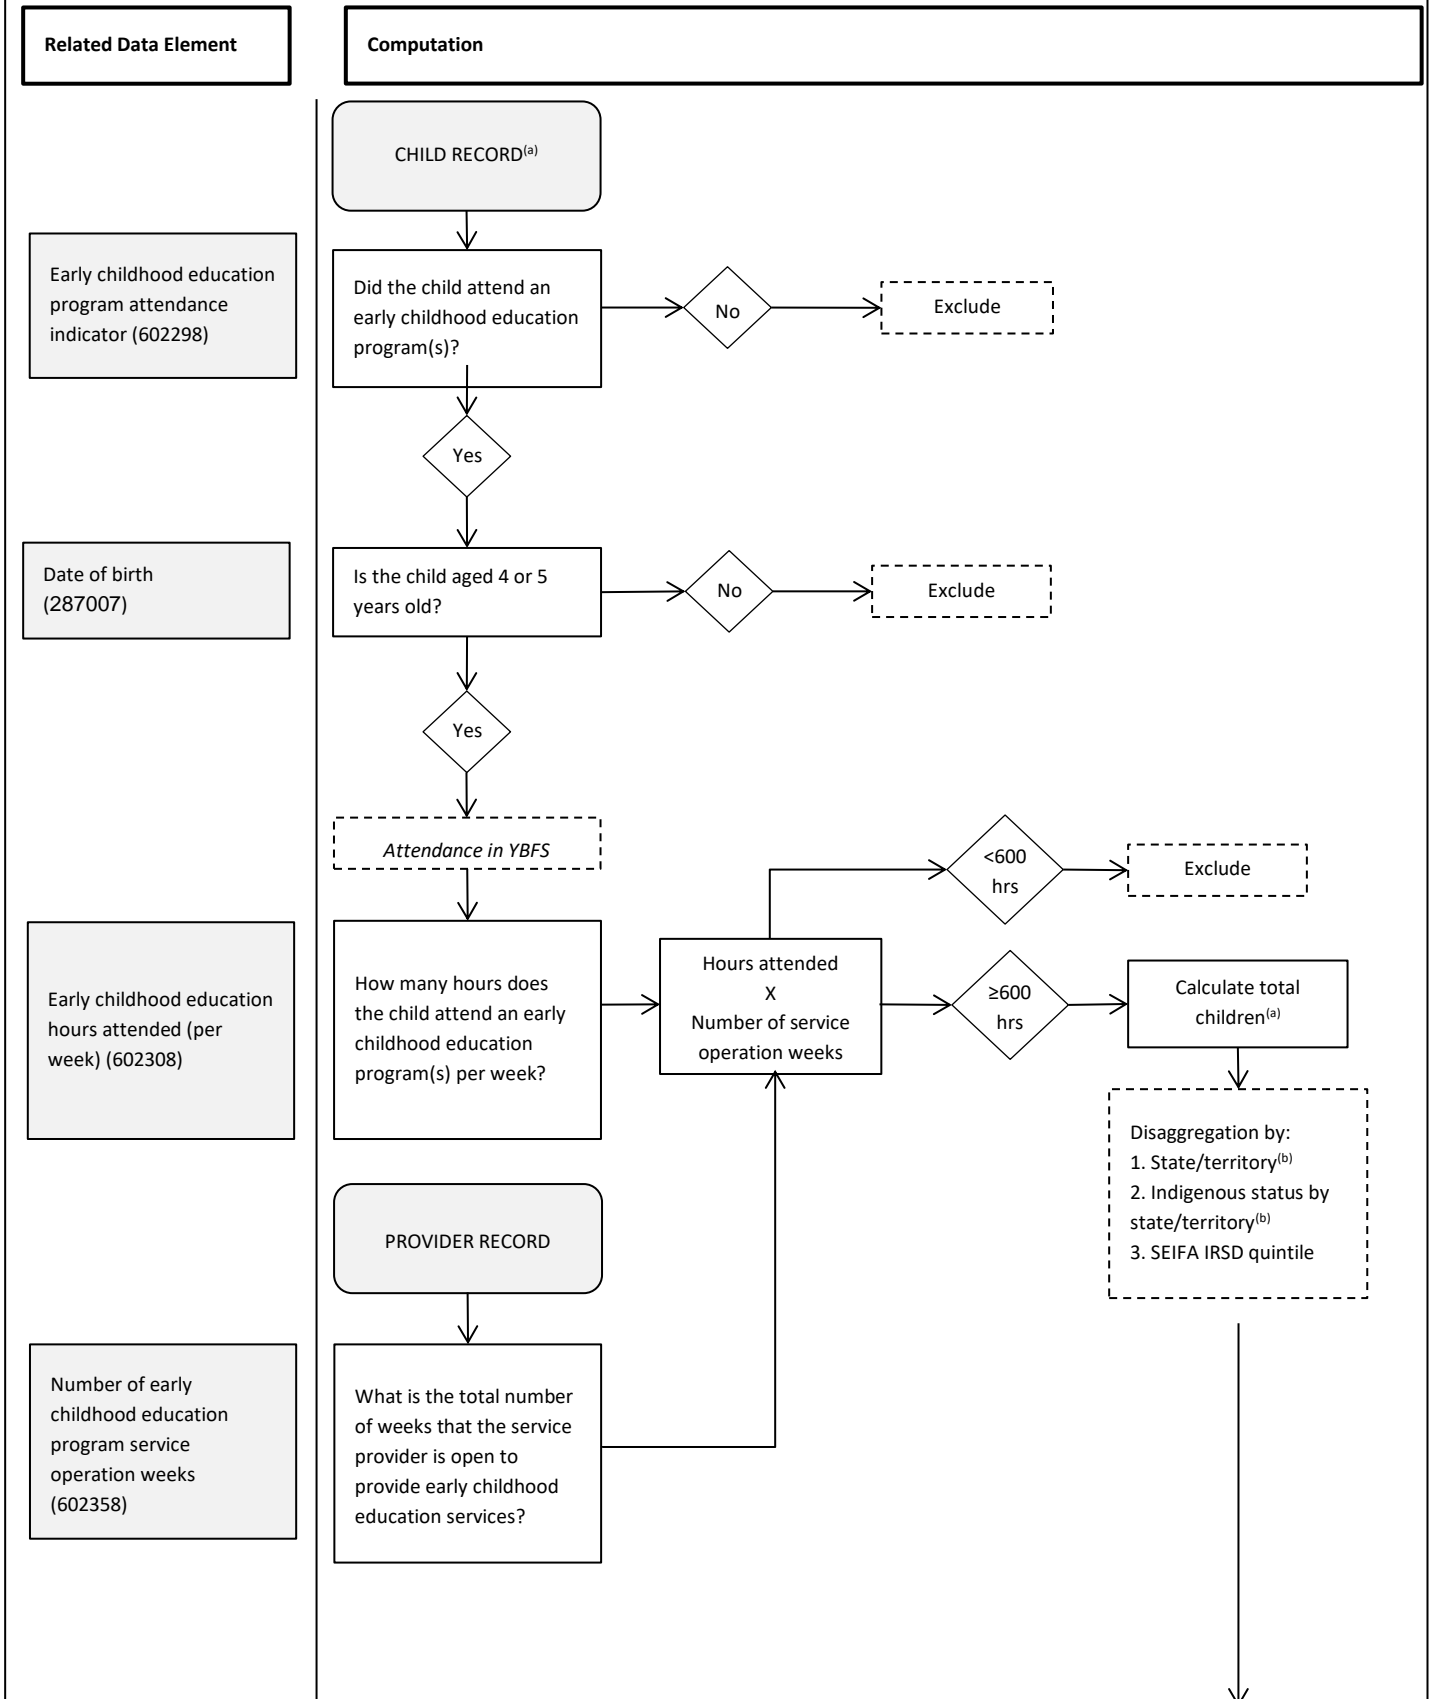 Related Data Element
Computation
CHILD RECORD(a)
Early childhood education
program attendance
indicator (602298)
Did the child attend an
early childhood education
program(s)?
No
Exclude
Yes
Date of birth
(287007)
Is the child aged 4 or 5
years old?
No
Exclude
Yes
Attendance in YBFS
<600
hrs
Exclude
Early childhood education
hours attended (per
week) (602308)
How many hours does
the child attend an early
childhood education
program(s) per week?
Hours attended
X
Number of service
operation weeks
≥600
hrs
Calculate total
children(a)
Disaggregation by:
1. State/territory(b)
2. Indigenous status by
state/territory(b)
3. SEIFA IRSD quintile
PROVIDER RECORD
Number of early
childhood education
program service
operation weeks
(602358)
What is the total number
of weeks that the service
provider is open to
provide early childhood
education services?